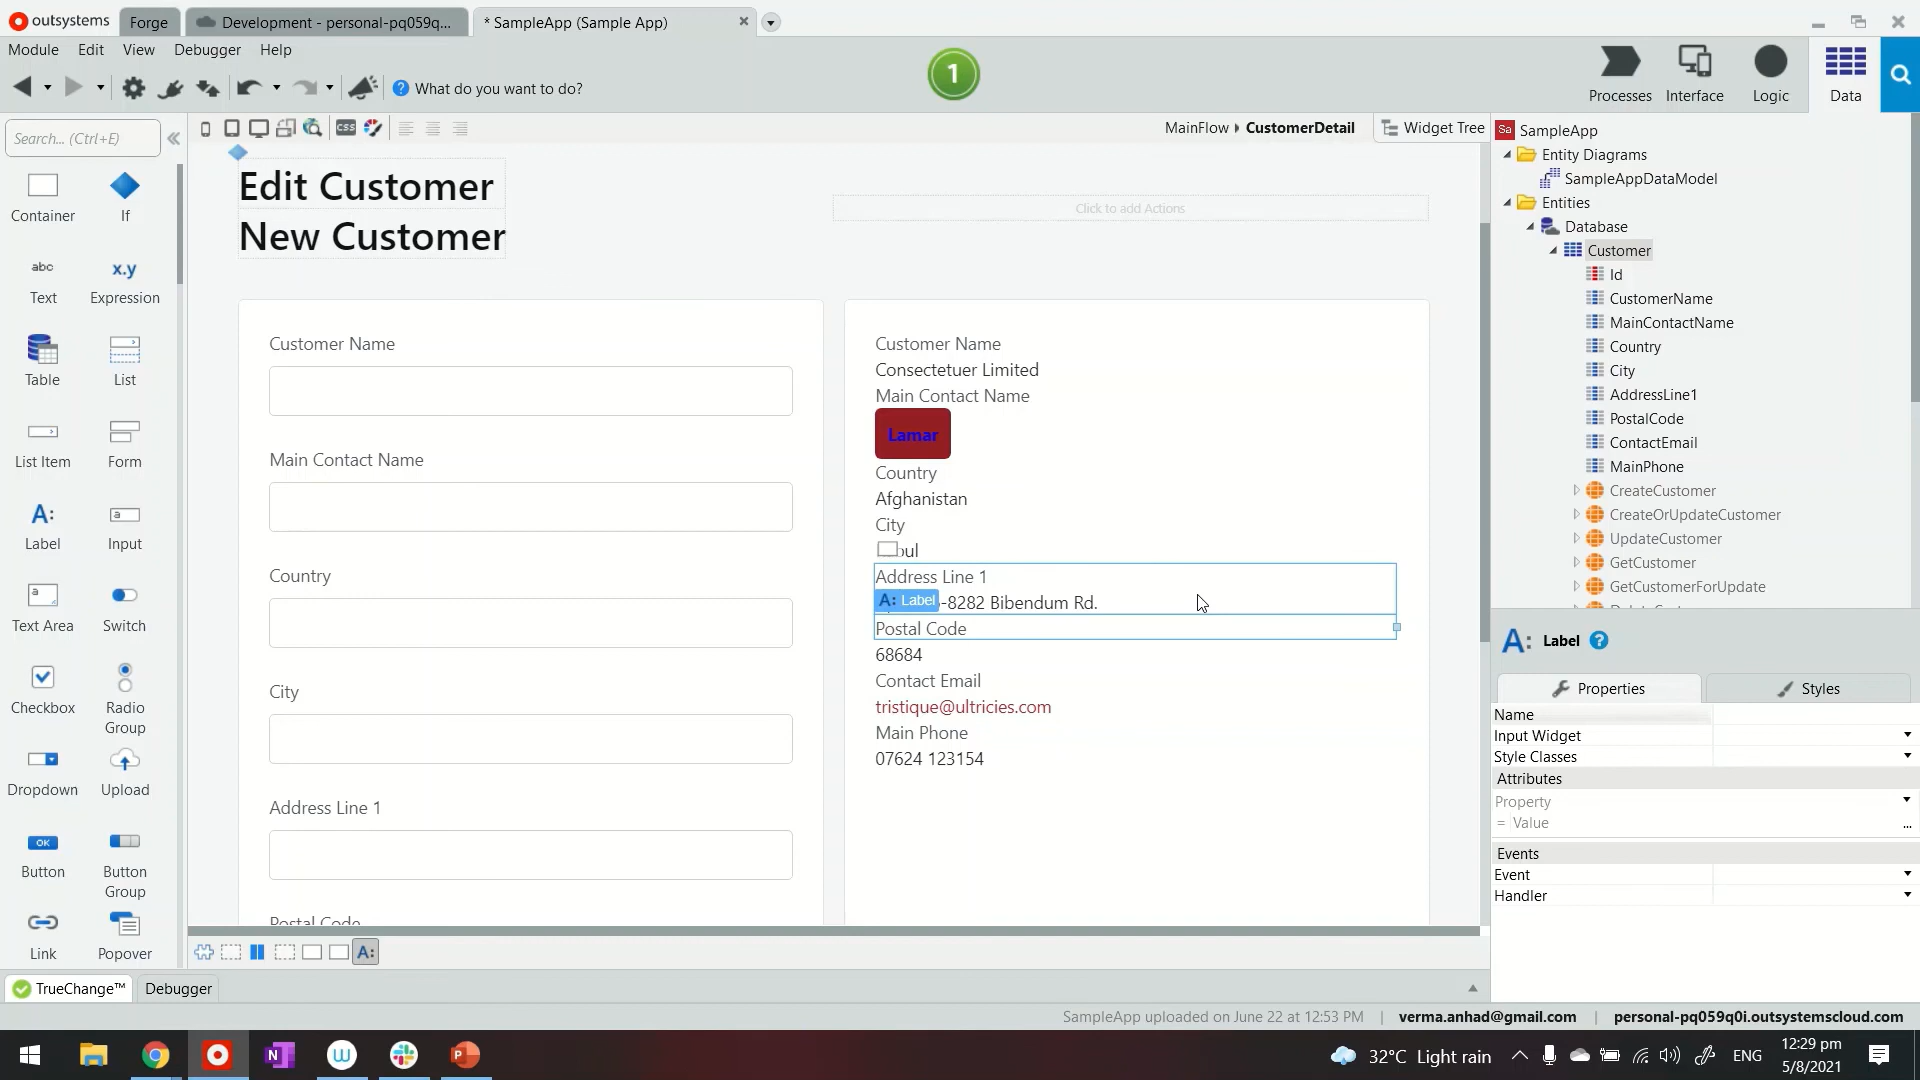 outsystems
Forge
Development - personal-pq059q...
* SampleApp (Sample App)
Module
Edit
View
Debugger
Help
What do you want to do?
1
Processes
Interface
Logic
Data
Search... (Ctrl+E)
CSS
MainFlow
CustomerDetail
Widget Tree
Container
If
abc
Text
x.y
Expression
Table
List
List Item
Form
A:
Label
a
Input
a
Text Area
Switch
Checkbox
Radio Group
Dropdown
Upload
OK
Button
Button Group
Link
Popover
Edit Customer
New Customer
Click to add Actions
Customer Name
Main Contact Name
Country
City
Address Line 1
Postal Code
Customer Name
Consectetuer Limited
Main Contact Name
Lamar
Country
Afghanistan
City
Address Line 1
A: Label
-8282 Bibendum Rd.
Postal Code
68684
Contact Email
tristique@ultricies.com
Main Phone
07624 123154
A:
Sa SampleApp
Entity Diagrams
SampleAppDataModel
Entities
Database
Customer
Id
CustomerName
MainContactName
Country
City
AddressLine1
PostalCode
ContactEmail
MainPhone
CreateCustomer
CreateOrUpdateCustomer
UpdateCustomer
GetCustomer
GetCustomerForUpdate
A: Label ?
Properties
Styles
Name
Input Widget
Style Classes
Attributes
Property
= Value
...
Events
Event
Handler
TrueChange™
Debugger
SampleApp uploaded on June 22 at 12:53 PM | verma.anhad@gmail.com | personal-pq059q0i.outsystemscloud.com
32°C Light rain
ENG
12:29 pm
5/8/2021